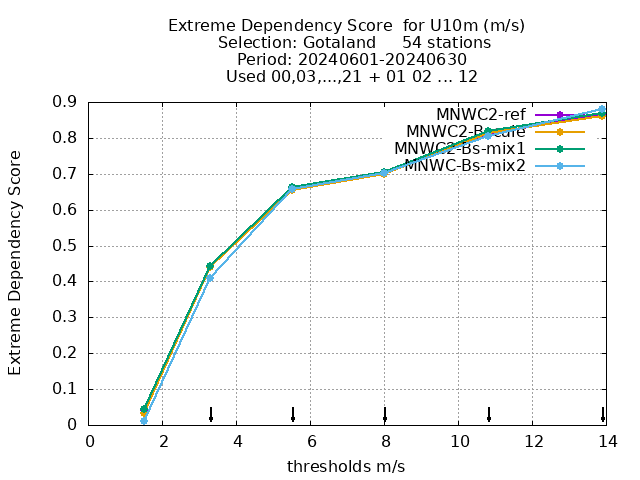 Extreme Dependency Score for U10m (m/s)
Selection: Gotaland 54 stations
Period: 20240601-20240630
Used 00,03,...,21 + 01 02 ... 12
MNWC2-ref
MNWC2-Bscale
MNWC2-Bs-mix1
MNWC-Bs-mix2
Extreme Dependency Score
0.9
0.8
0.7
0.6
0.5
0.4
0.3
0.2
0.1
0
0 2 4 6 8 10 12 14
thresholds m/s